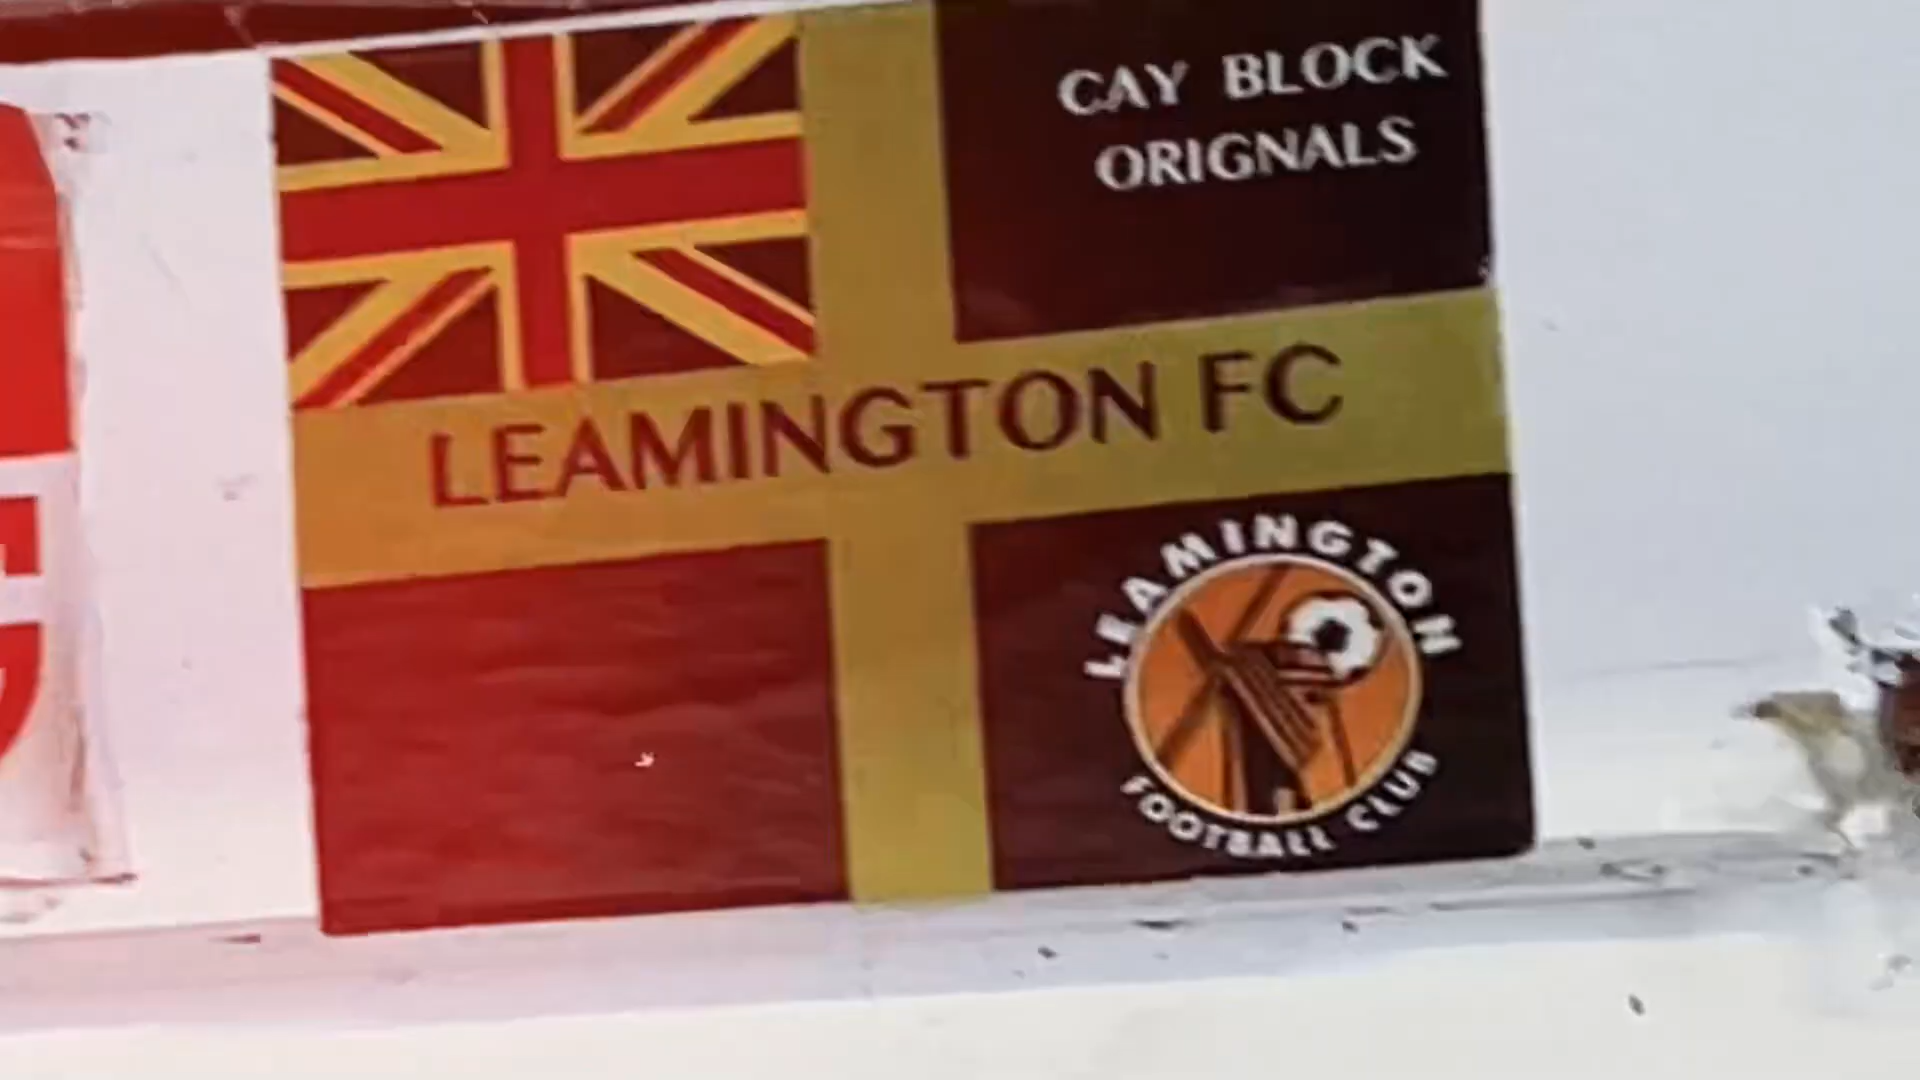 CAY BLOCK
ORIGNALS
LEAMINGTON FC
LEAMINGTON
FOOTBALL CLUB